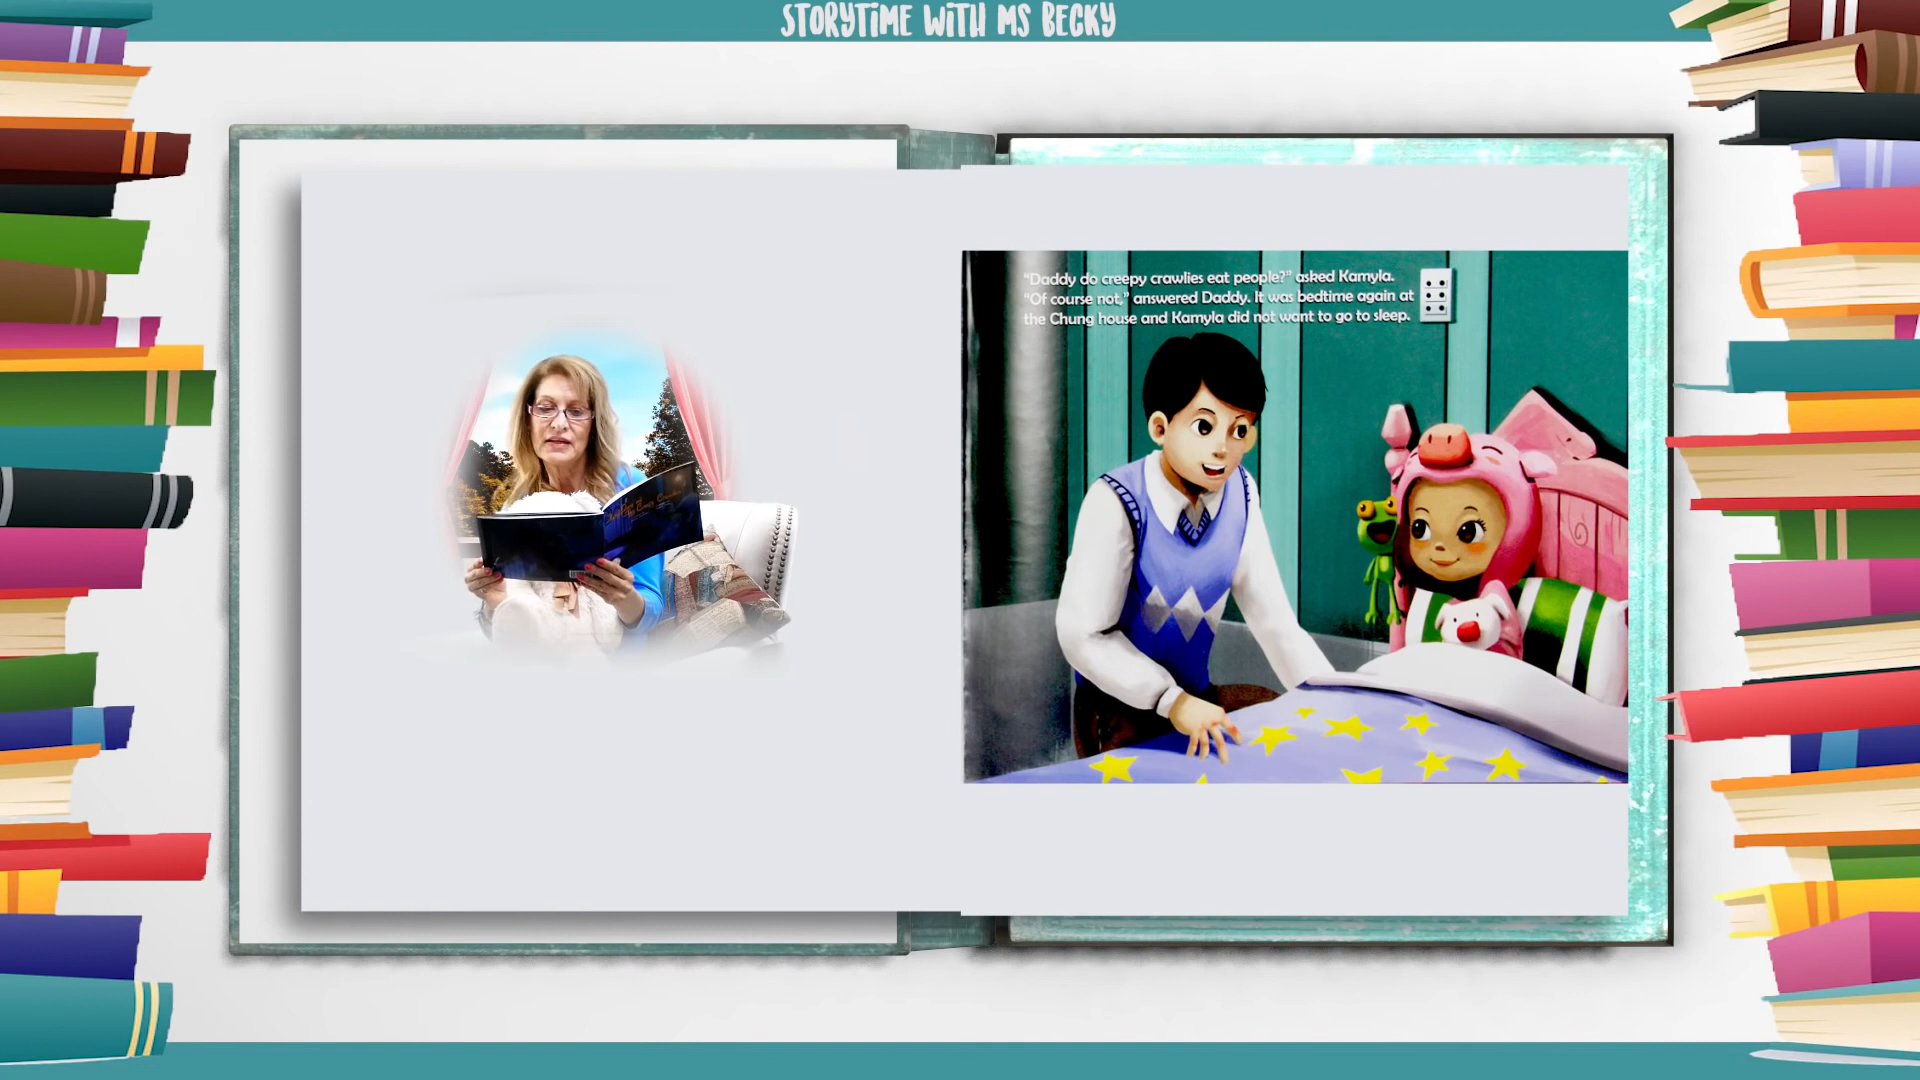 STORYTIME WITH MS BECKY
"Daddy do creepy crawlies eat people?" asked Kamyla.
"Of course not," answered Daddy. It was bedtime again at
the Chung house and Kamyla did not want to go to sleep.